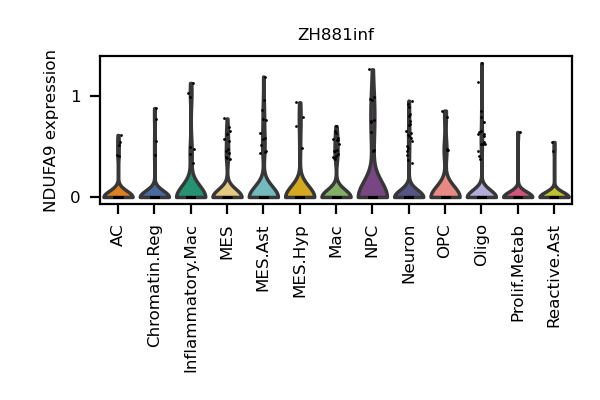 ZH881inf
NDUFA9 expression
1
0
AC
Chromatin.Reg
Inflammatory.Mac
MES
MES.Ast
MES.Hyp
Mac
NPC
Neuron
OPC
Oligo
Prolif.Metab
Reactive.Ast